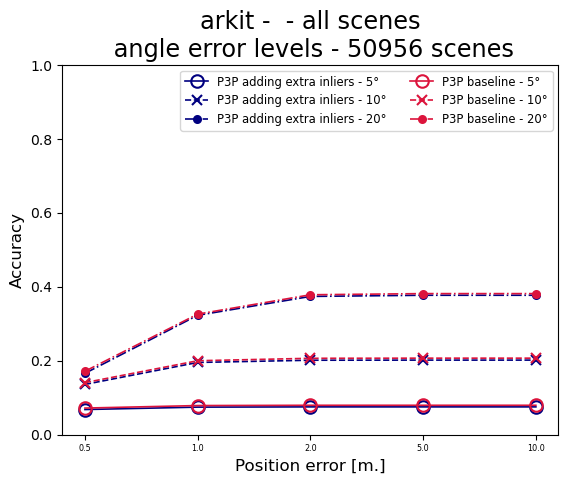 arkit -  - all scenes
angle error levels - 50956 scenes
P3P adding extra inliers - 5°
P3P adding extra inliers - 10°
P3P adding extra inliers - 20°
P3P baseline - 5°
P3P baseline - 10°
P3P baseline - 20°
1.0
0.8
0.6
0.4
0.2
0.0
Accuracy
0.5 1.0 2.0 5.0 10.0
Position error [m.]